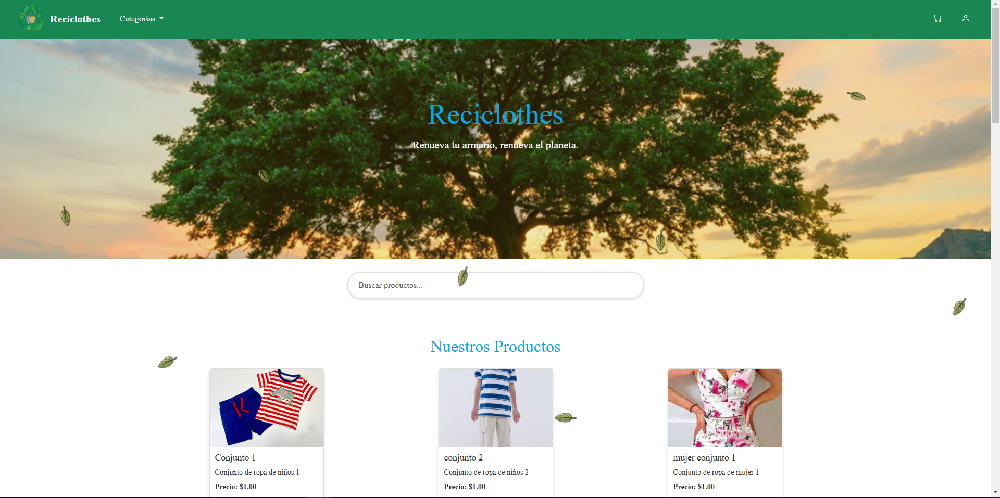 Reciclothes
Categorías
Reciclothes
Renueva tu armario, renueva el planeta.
Buscar productos...
Nuestros Productos
Conjunto 1
Conjunto de ropa de niños 1
Precio: $1.00
conjunto 2
Conjunto de ropa de niños 2
Precio: $1.00
mujer conjunto 1
Conjunto de ropa de mujer 1
Precio: $1.00